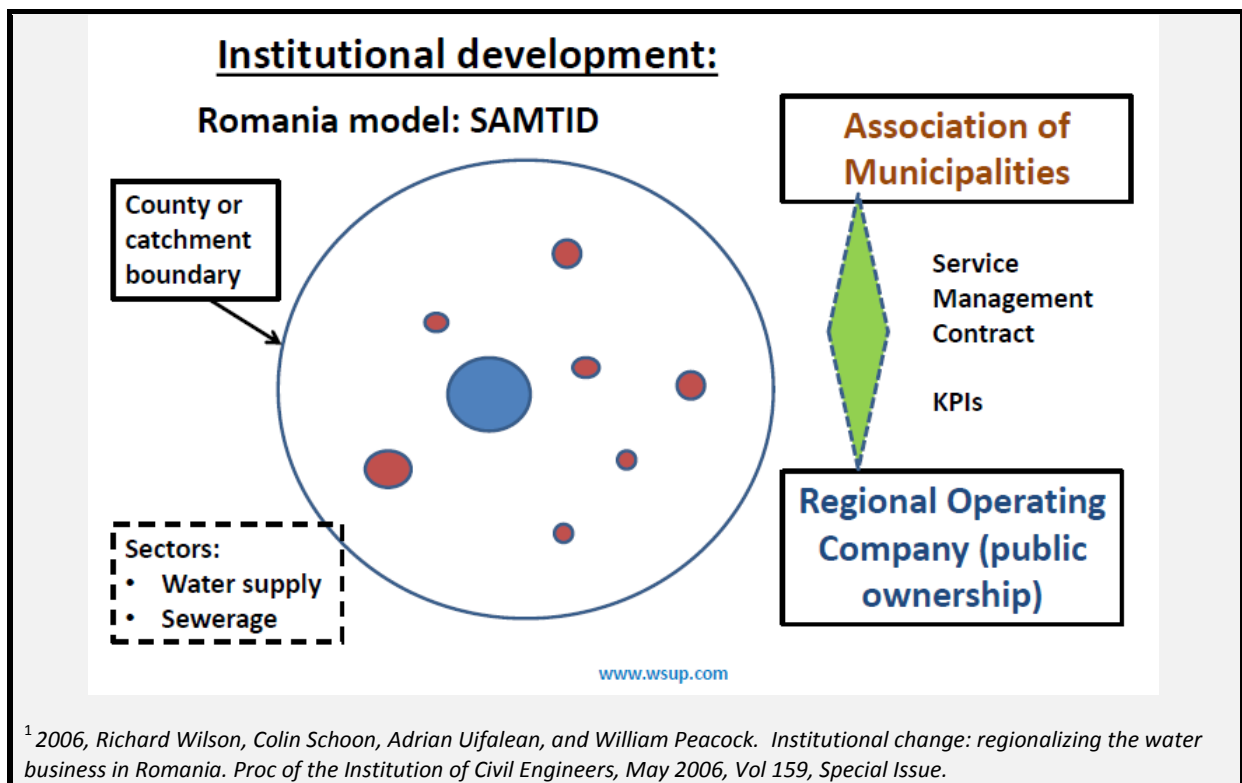 Institutional development:
Romania model: SAMTID
County or
catchment
boundary
Association of
Municipalities
Service
Management
Contract
KPIs
Regional Operating
Company (public
ownership)
Sectors:
• Water supply
• Sewerage
www.wsup.com
1 2006, Richard Wilson, Colin Schoon, Adrian Uifalean, and William Peacock.  Institutional change: regionalizing the water
business in Romania. Proc of the Institution of Civil Engineers, May 2006, Vol 159, Special Issue.